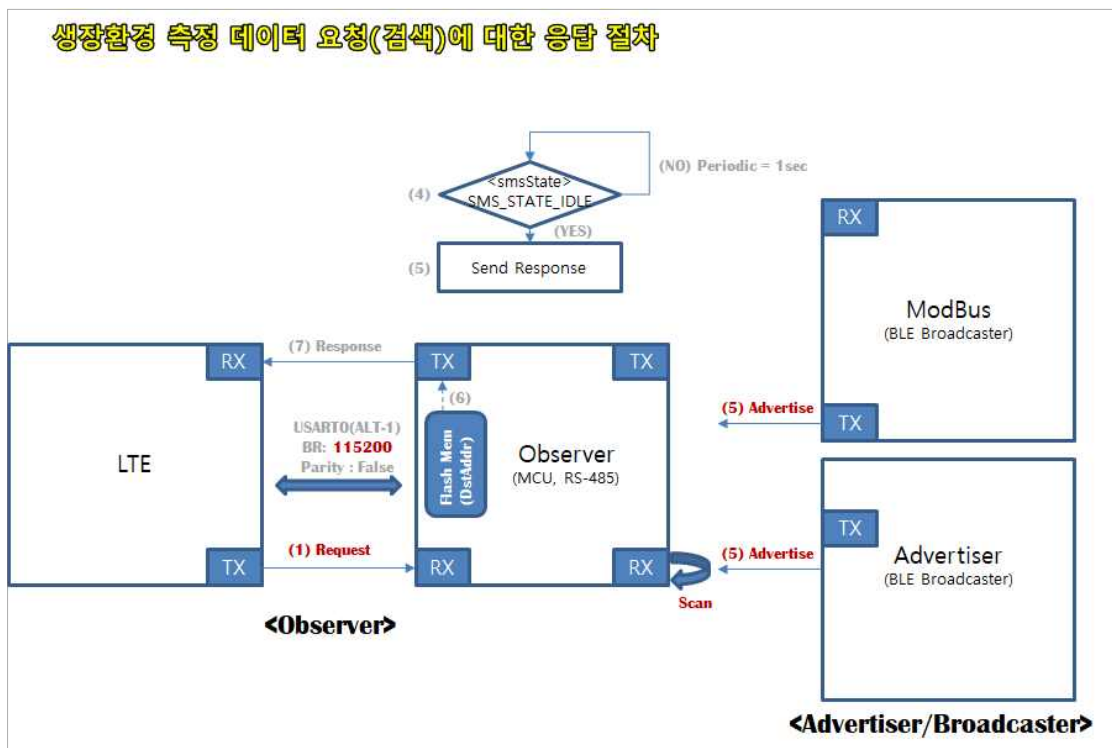 생장환경 측정 데이터 요청(검색)에 대한 응답 절차
(NO) Periodic = 1sec
(4)
<smsState>
SMS_STATE_IDLE
(YES)
(5)
Send Response
RX
ModBus
(BLE Broadcaster)
(5) Advertise
TX
RX
(7) Response
TX
TX
(6)
USART0(ALT-1)
BR: 115200
Parity : False
LTE
Flash Mem
(DstAddr)
Observer
(MCU, RS-485)
TX
(1) Request
RX
RX
Scan
(5) Advertise
TX
Advertiser
(BLE Broadcaster)
<Observer>
<Advertiser/Broadcaster>